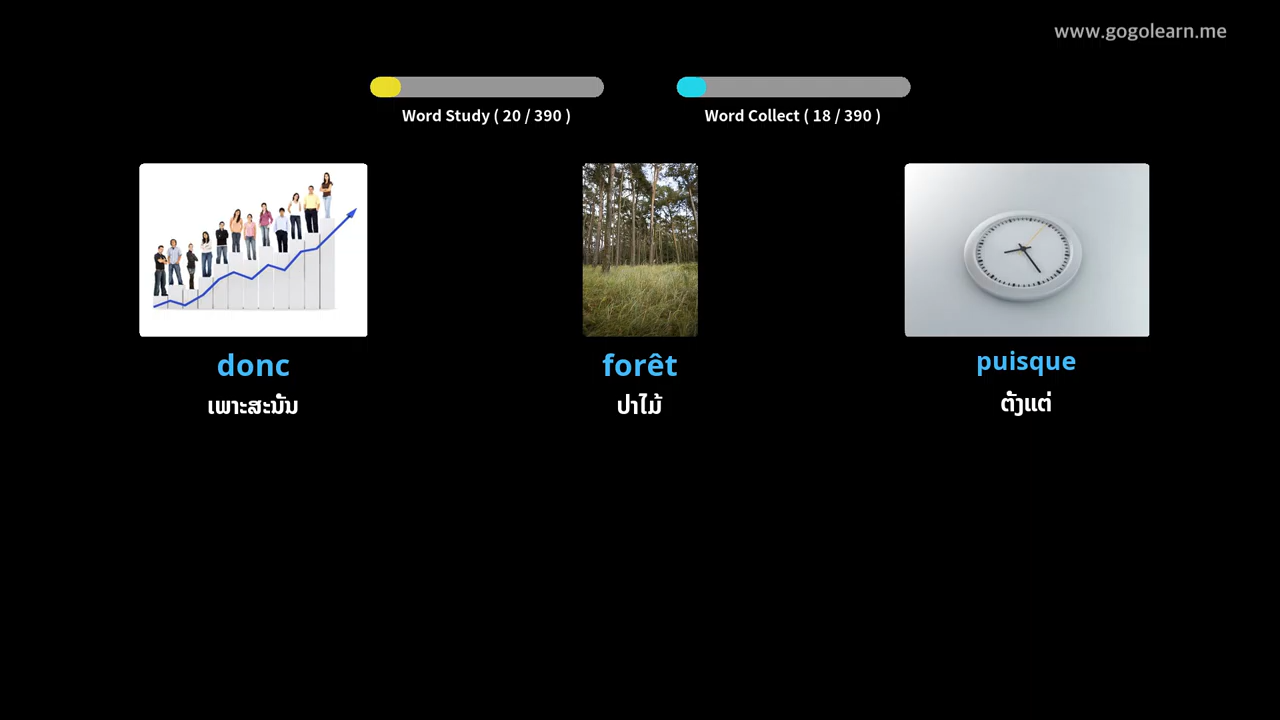 www.gogolearn.me
Word Study ( 20 / 390 )
Word Collect ( 18 / 390 )
donc
forêt
puisque
ເພາະສະນັ້ນ
ປ່າໄມ້
ຕັ້ງແຕ່